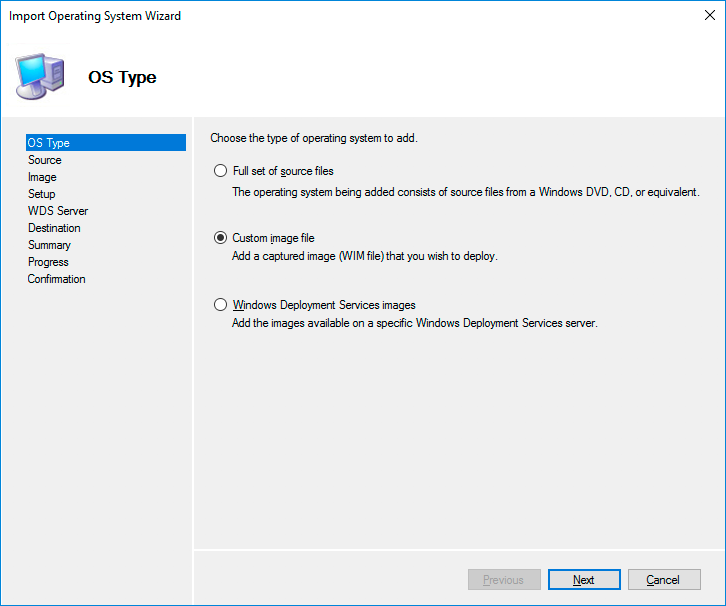 Import Operating System Wizard
OS Type
OS Type
Source
Image
Setup
WDS Server
Destination
Summary
Progress
Confirmation
Choose the type of operating system to add.
Full set of source files
The operating system being added consists of source files from a Windows DVD, CD, or equivalent.
Custom image file
Add a captured image (WIM file) that you wish to deploy.
Windows Deployment Services images
Add the images available on a specific Windows Deployment Services server.
Previous
Next
Cancel